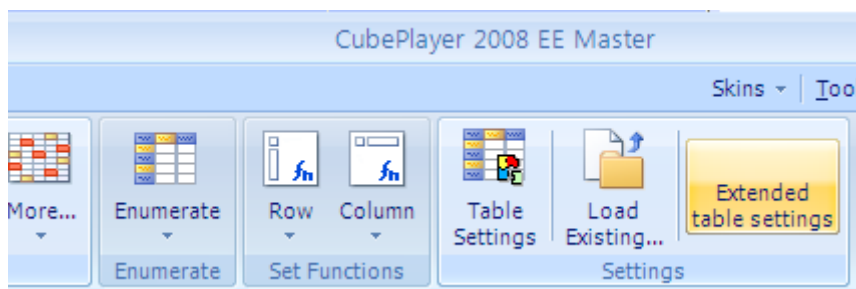 CubePlayer 2008 EE Master
Skins
More...
Enumerate
Row
Column
Table
Settings
Load
Existing...
Extended
table settings
Enumerate
Set Functions
Settings